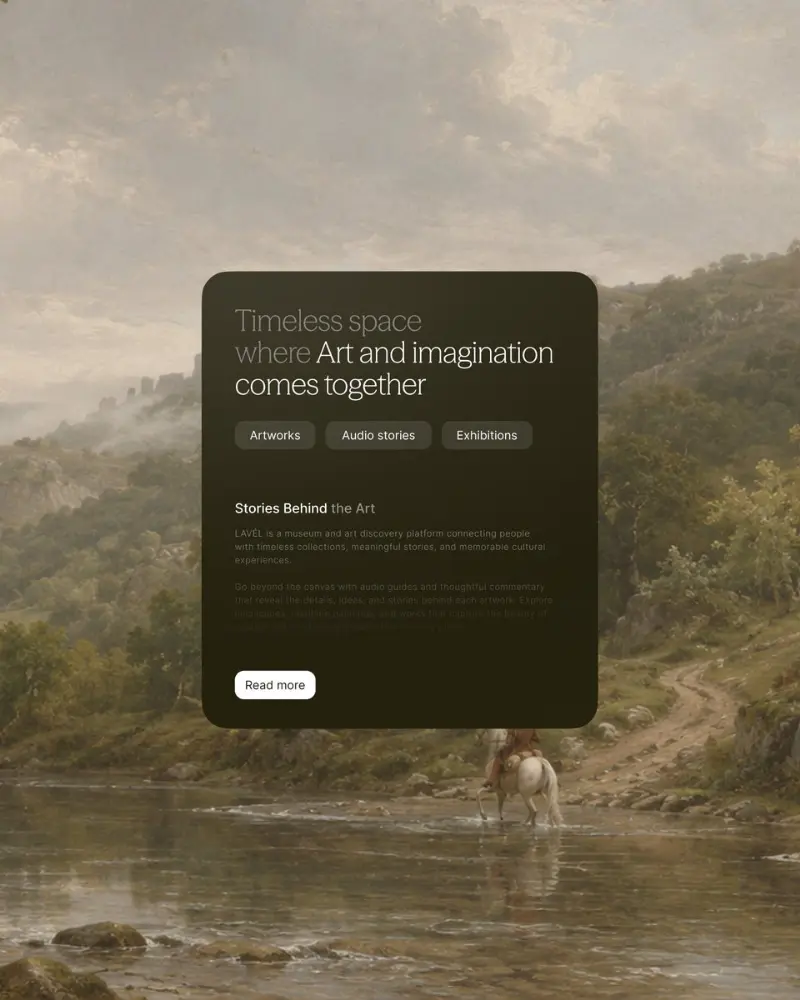 Timeless space
where Art and imagination
comes together
Artworks
Audio stories
Exhibitions
Stories Behind the Art
LAVÉL is a museum and art discovery platform connecting people
with timeless collections, meaningful stories, and memorable cultural
experiences.
Go beyond the canvas with audio guides and thoughtful commentary
that reveal the details, ideas, and stories behind each artwork. Explore
Read more